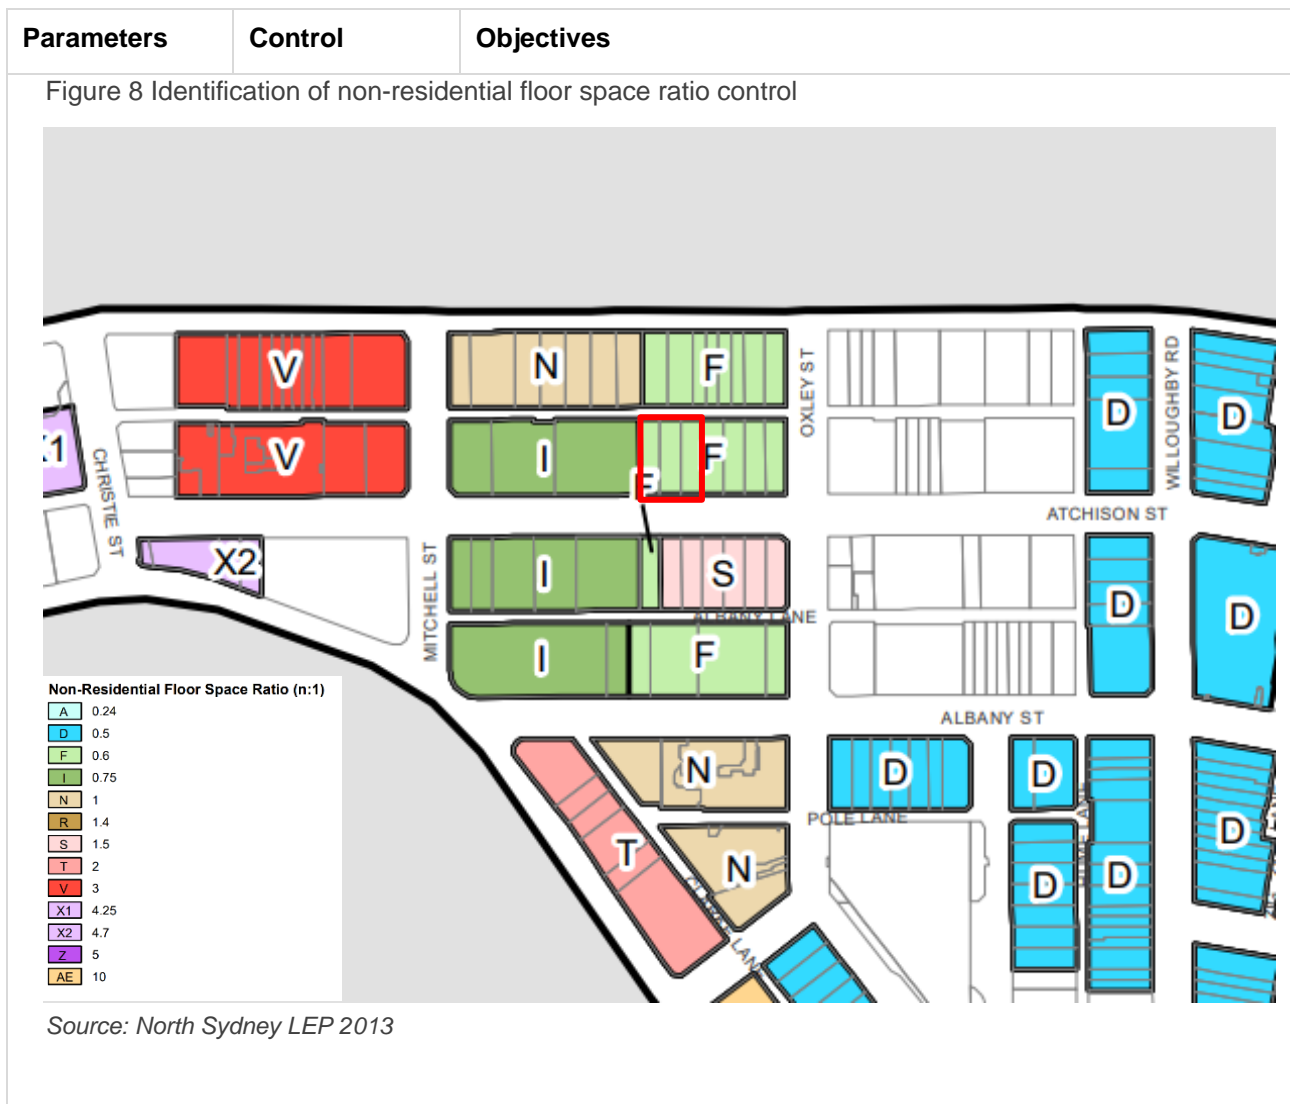 Parameters Control Objectives
Figure 8 Identification of non-residential floor space ratio control
V N F D D
OXLEY ST
WILLOUGHBY RD
X1 V I F F
CHRISTIE ST
ATCHISON ST
X2 I S D D
MITCHELL ST
ALBANY LANE
I F
ALBANY ST
Non-Residential Floor Space Ratio (n:1)
A 0.24
D 0.5
F 0.6
I 0.75
N 1
R 1.4
S 1.5
T 2
V 3
X1 4.25
X2 4.7
Z 5
AE 10
N D D
POLE LANE
T N D D D
Source: North Sydney LEP 2013